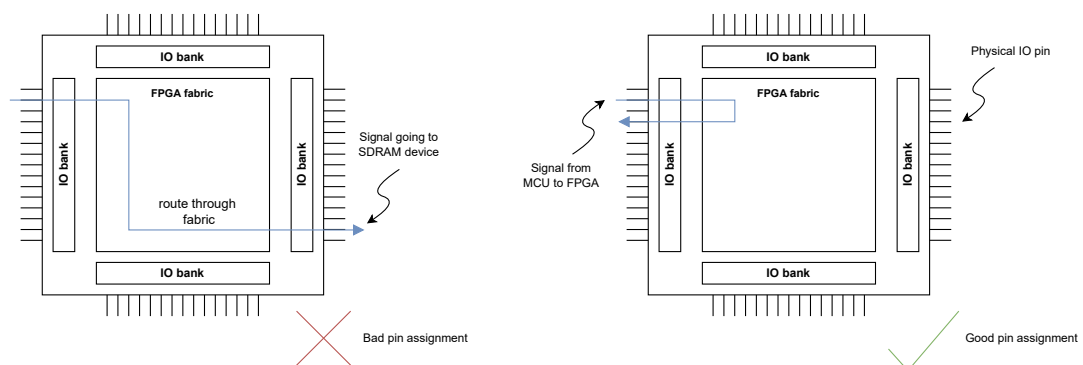 IO bank
FPGA fabric
IO bank
IO bank
Signal going to
SDRAM device
route through
fabric
IO bank
Bad pin assignment
IO bank
Physical IO pin
FPGA fabric
IO bank
IO bank
Signal from
MCU to FPGA
IO bank
Good pin assignment